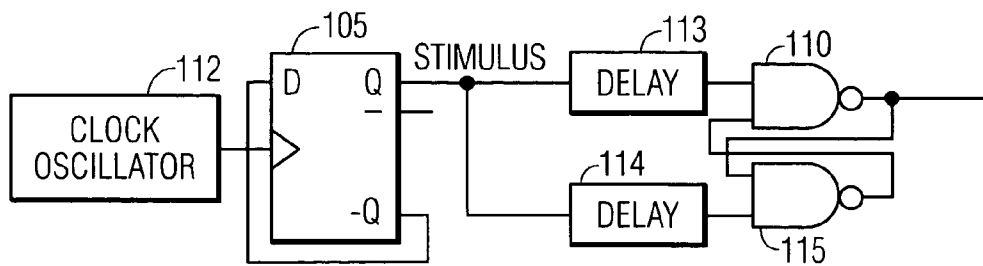 112
105
113
110
STIMULUS
D
Q
DELAY
CLOCK
OSCILLATOR
114
-Q
DELAY
115